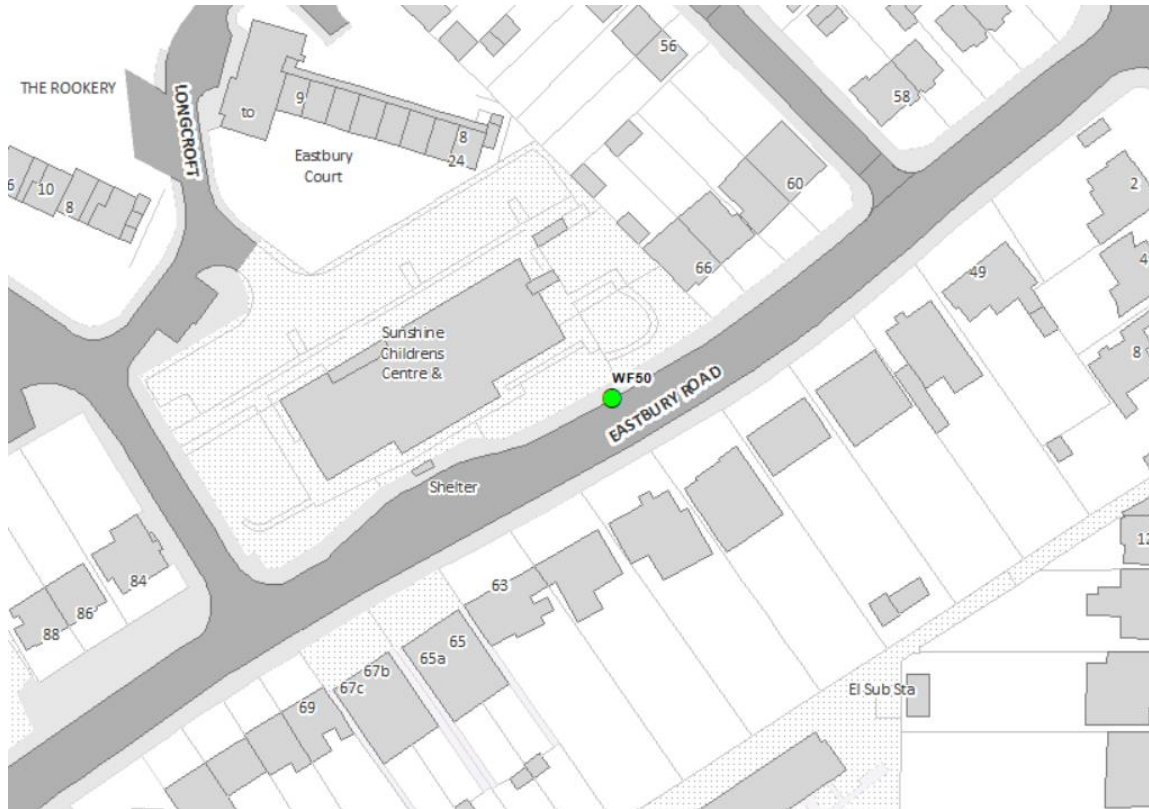 56
THE ROOKERY
LONGCROFT
9
58
to
8
24
Eastbury
Court
6
10
8
60
2
66
49
4
Sunshine
Childrens
Centre &
8
WF50
EASTBURY ROAD
Shelter
12
84
63
86
88
65
65a
67b
67c
69
El Sub Sta